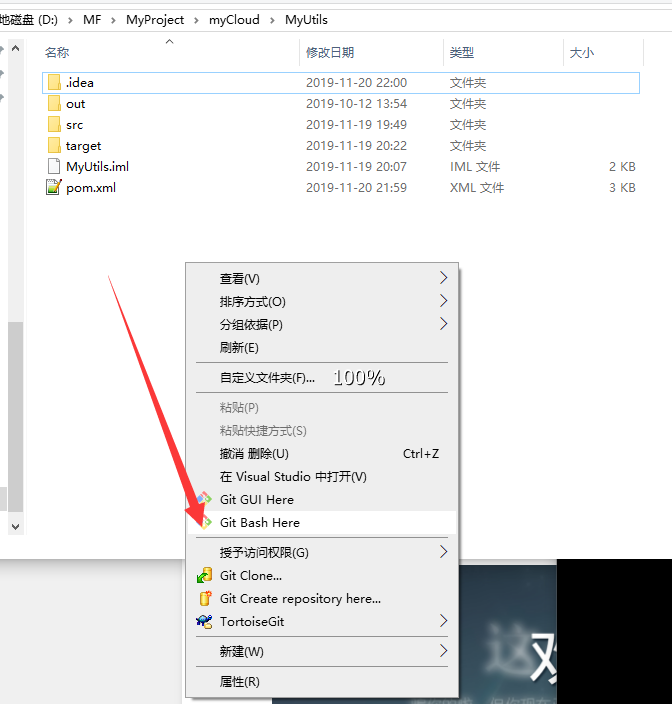 地磁盘 (D:) > MF > MyProject > myCloud > MyUtils
名称 修改日期 类型 大小
.idea 2019-11-20 22:00 文件夹
out 2019-10-12 13:54 文件夹
src 2019-11-19 19:49 文件夹
target 2019-11-19 20:22 文件夹
MyUtils.iml 2019-11-19 20:07 IML 文件 2 KB
pom.xml 2019-11-20 21:59 XML 文件 3 KB
查看(V)
排序方式(O)
分组依据(P)
刷新(E)
自定义文件夹(F)... 100%
粘贴(P)
粘贴快捷方式(S)
撤消 删除(U) Ctrl+Z
在 Visual Studio 中打开(V)
Git GUI Here
Git Bash Here
授予访问权限(G)
Git Clone...
Git Create repository here...
TortoiseGit
新建(W)
属性(R)
这